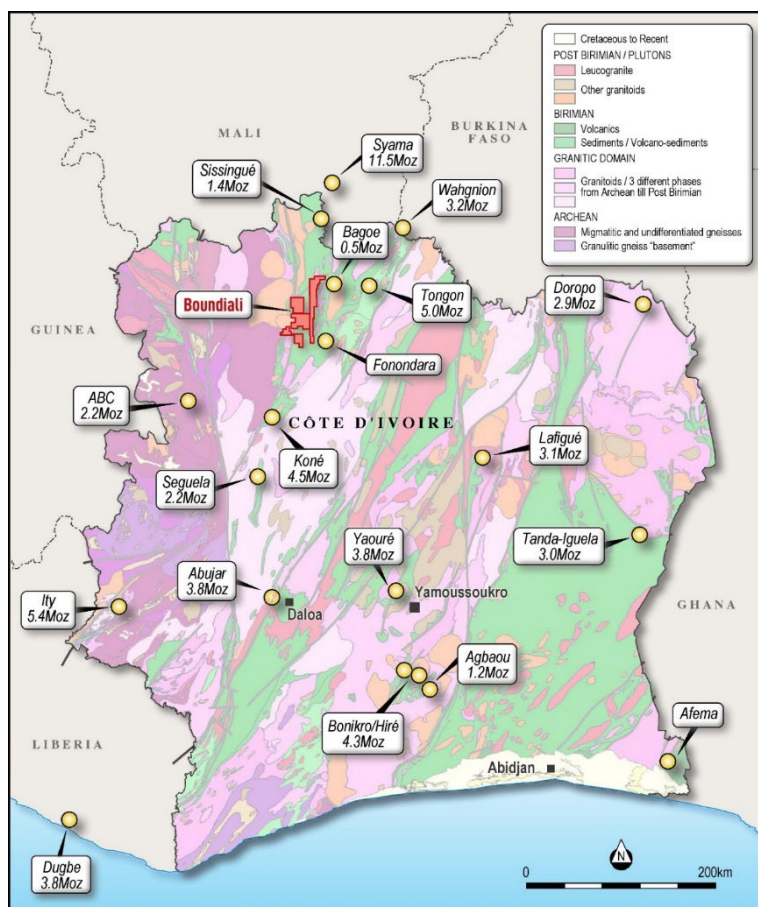 Cretaceous to Recent
POST BIRIMIAN / PLUTONS
Leucogranite
Other granitoids
BIRIMIAN
Volcanics
Sediments / Volcano-sediments
GRANITIC DOMAIN
Granitoids / 3 different phases
from Archean till Post Birimian
ARCHEAN
Migmatitic and undifferentiated gneisses
Granulitic gneiss "basement"
MALI
BURKINA
FASO
Syama
11.5Moz
Sissingué
1.4Moz
Wahgnion
3.2Moz
Bagoe
0.5Moz
Boundiali
Tongon
5.0Moz
Doropo
2.9Moz
GUINEA
Fonondara
ABC
2.2Moz
CÔTE D'IVOIRE
Koné
4.5Moz
Lafigué
3.1Moz
Seguela
2.2Moz
Yaouré
3.8Moz
Tanda-Iguela
3.0Moz
Abujar
3.8Moz
Daloa
Yamoussoukro
Ity
5.4Moz
GHANA
Agbaou
1.2Moz
Bonikro/Hiré
4.3Moz
Afema
LIBERIA
Abidjan
Dugbe
3.8Moz
N
0
200km